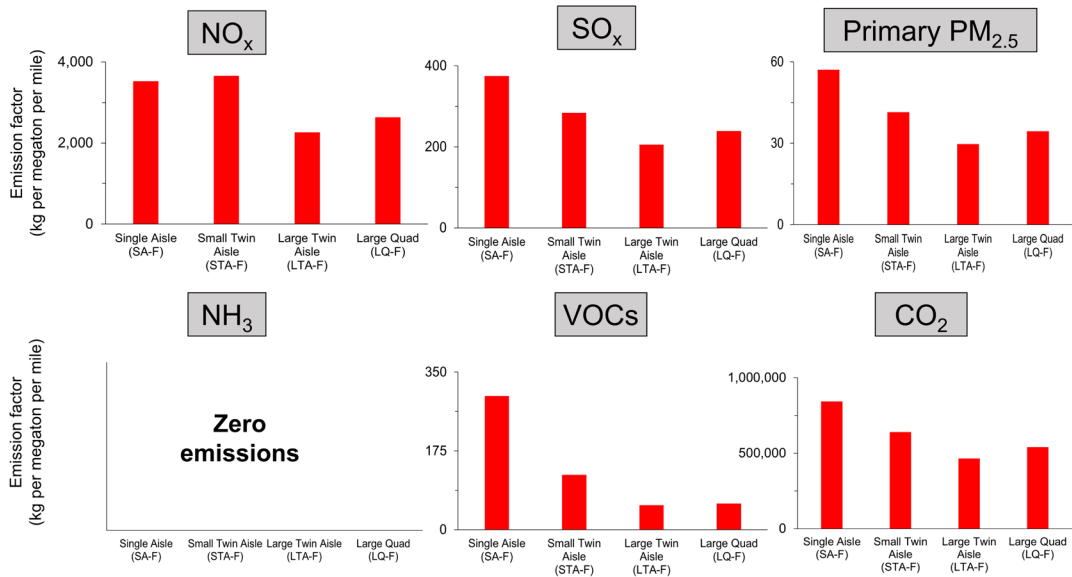 NOₓ
SOₓ
Primary PM₂.₅
Emission factor
(kg per megaton per mile)
4,000
2,000
0
Single Aisle
(SA-F)
Small Twin
Aisle
(STA-F)
Large Twin
Aisle
(LTA-F)
Large Quad
(LQ-F)
400
200
0
Single Aisle
(SA-F)
Small Twin
Aisle
(STA-F)
Large Twin
Aisle
(LTA-F)
Large Quad
(LQ-F)
60
30
0
Single Aisle
(SA-F)
Small Twin
Aisle
(STA-F)
Large Twin
Aisle
(LTA-F)
Large Quad
(LQ-F)
NH₃
VOCs
CO₂
Emission factor
(kg per megaton per mile)
Zero
emissions
Single Aisle
(SA-F)
Small Twin Aisle
(STA-F)
Large Twin Aisle
(LTA-F)
Large Quad
(LQ-F)
350
175
0
Single Aisle
(SA-F)
Small Twin
Aisle
(STA-F)
Large Twin
Aisle
(LTA-F)
Large Quad
(LQ-F)
1,000,000
500,000
0
Single Aisle
(SA-F)
Small Twin
Aisle
(STA-F)
Large Twin
Aisle
(LTA-F)
Large Quad
(LQ-F)